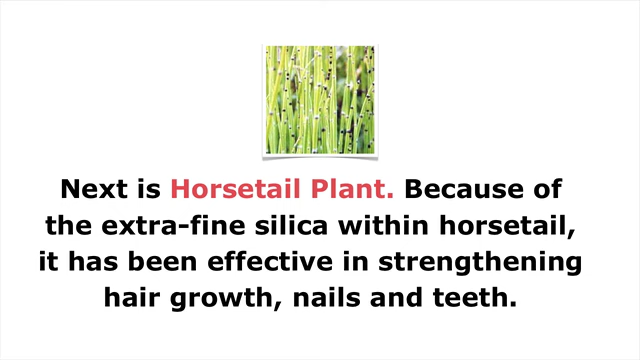 Next is Horsetail Plant. Because of
the extra-fine silica within horsetail,
it has been effective in strengthening
hair growth, nails and teeth.